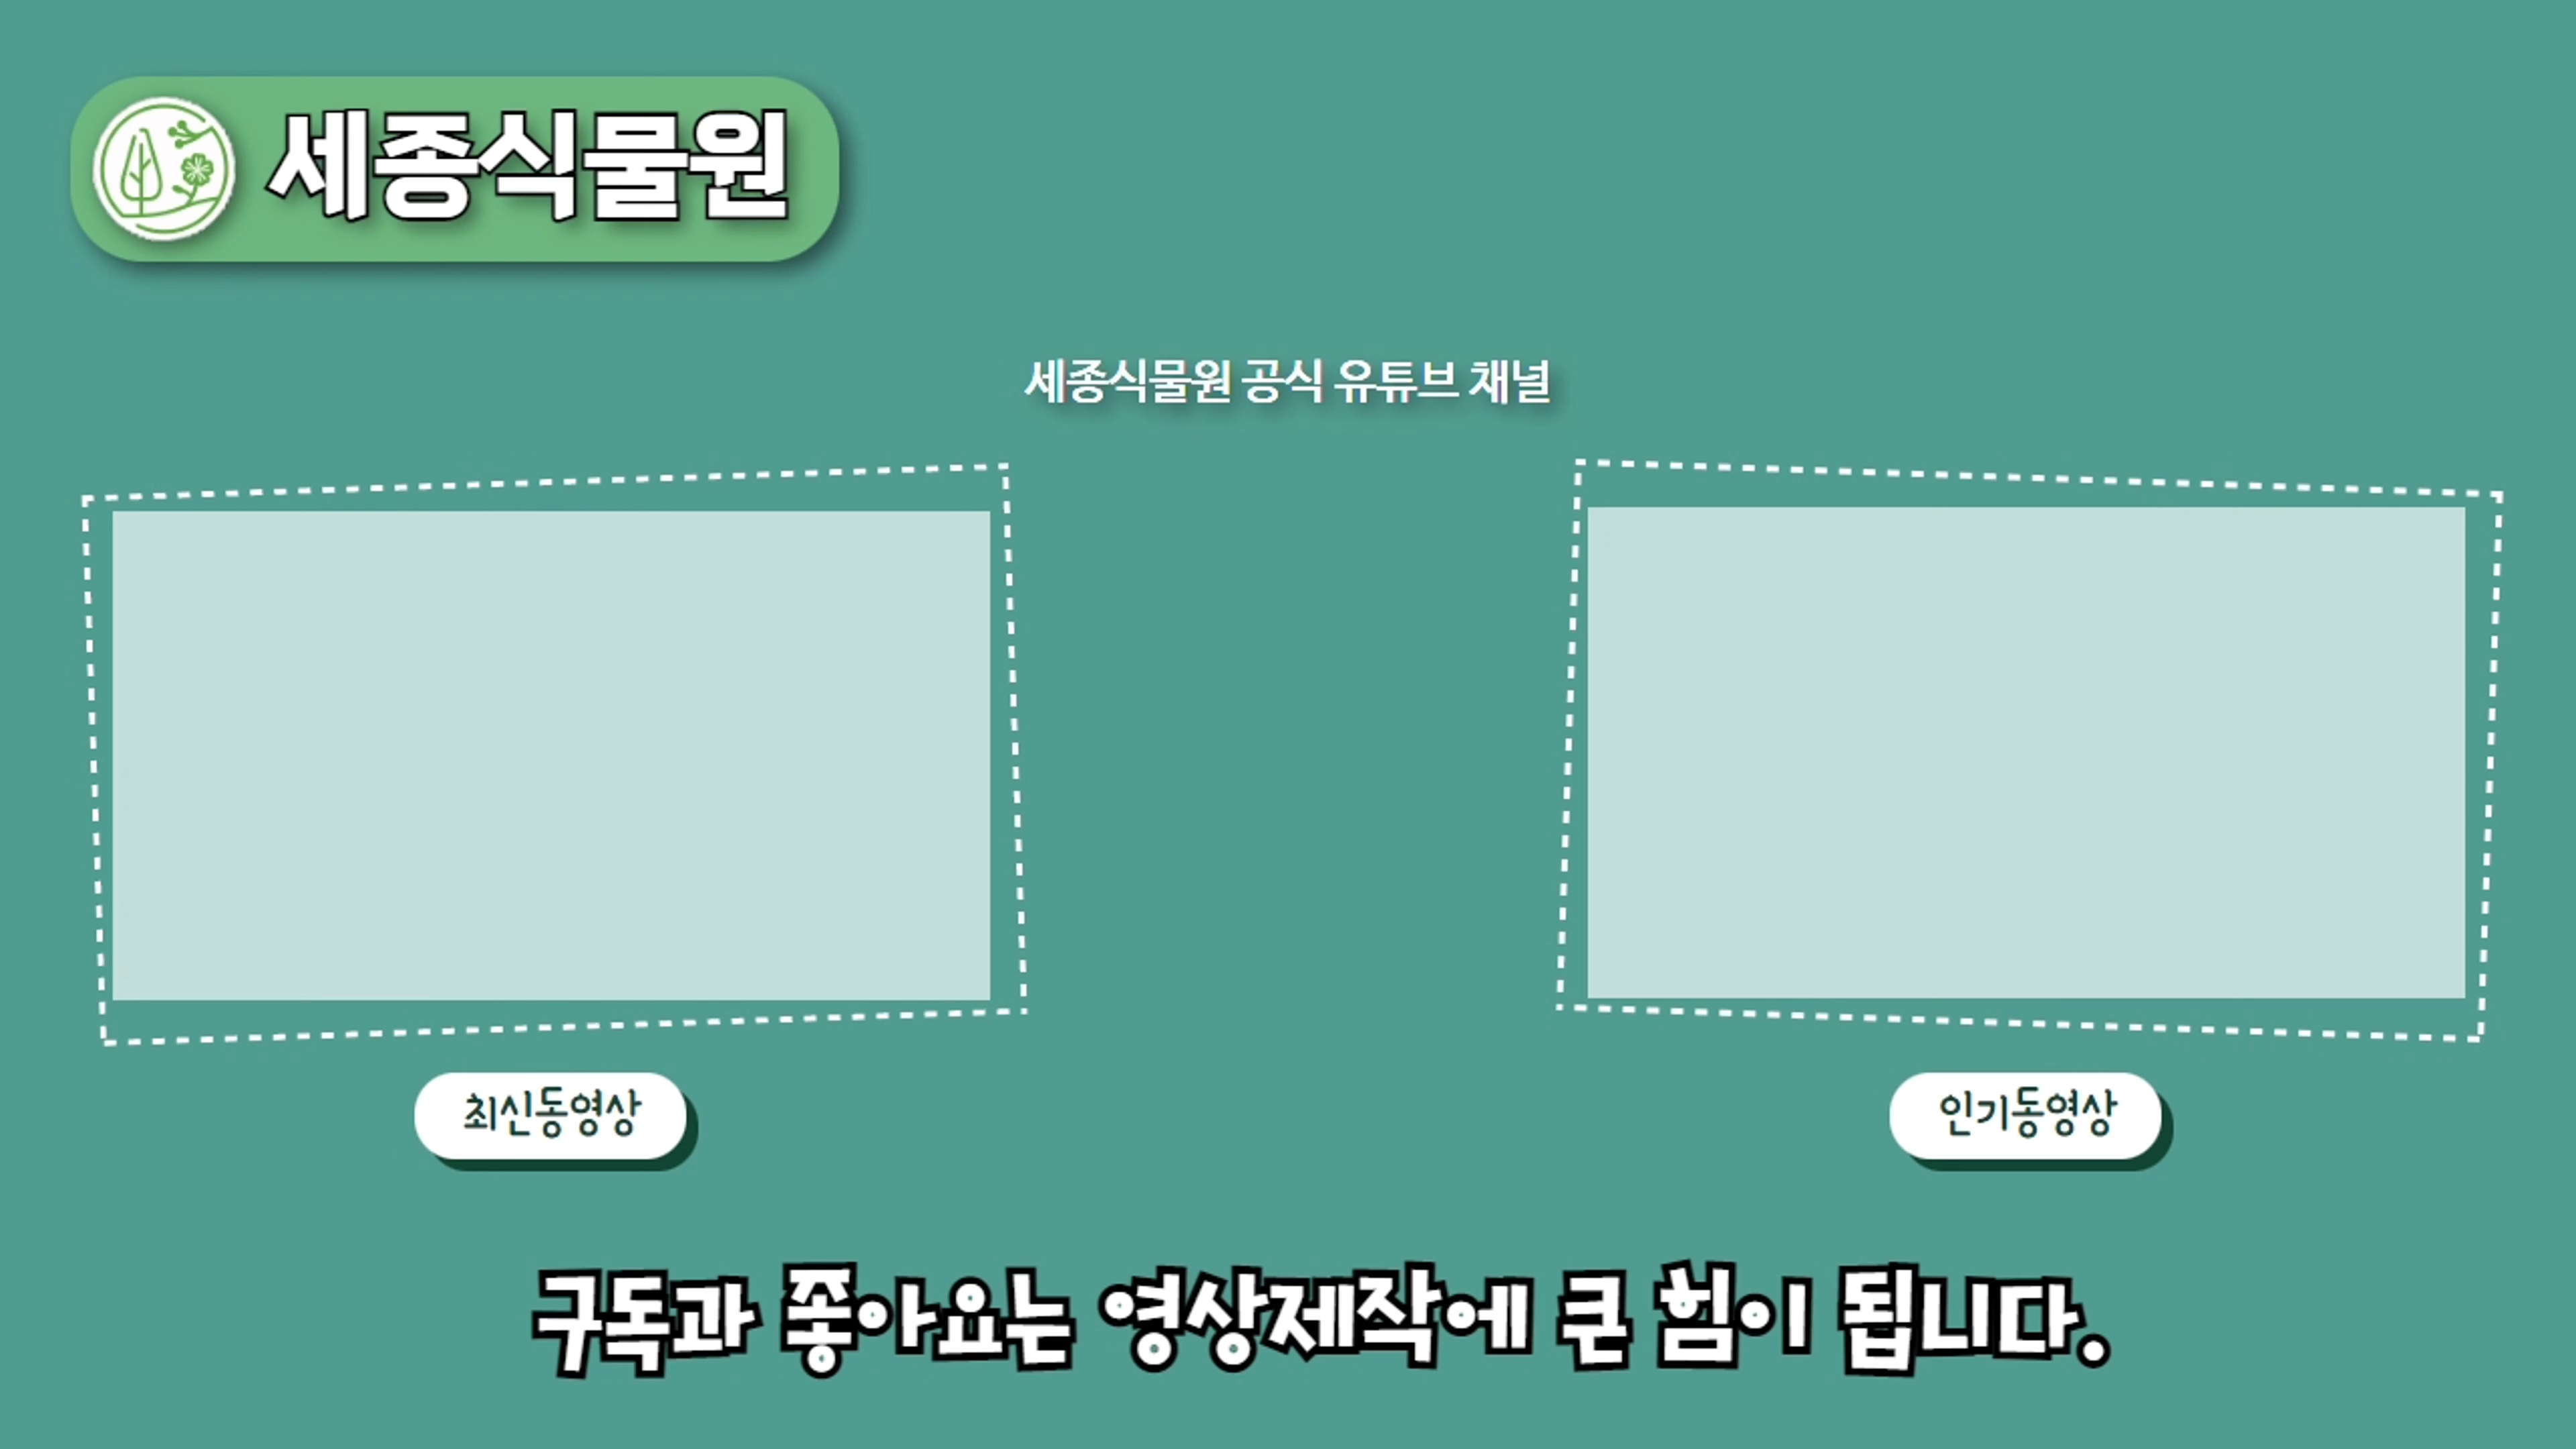 세종식물원
세종식물원 공식 유튜브 채널
최신동영상
인기동영상
구독과 좋아요는 영상제작에 큰 힘이 됩니다.